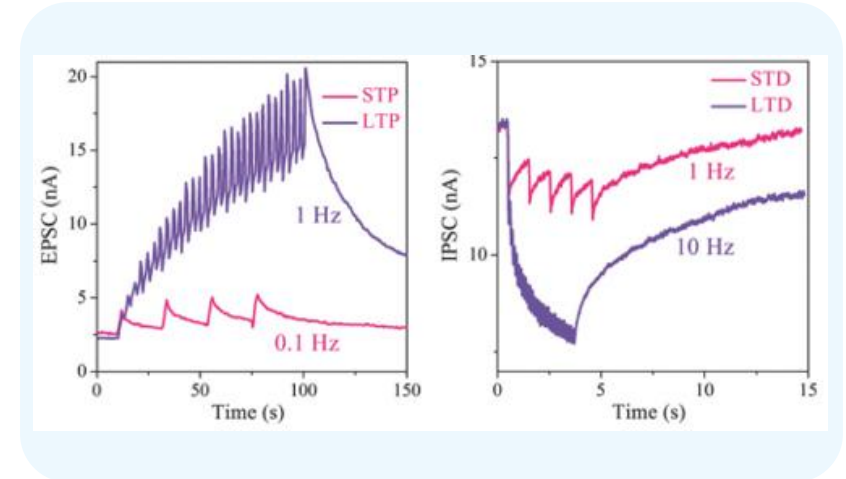 20
15
10
5
0
EPSC (nA)
STP
LTP
1 Hz
0.1 Hz
0
50
100
150
Time (s)
15
10
IPSC (nA)
STD
LTD
1 Hz
10 Hz
0
5
10
15
Time (s)